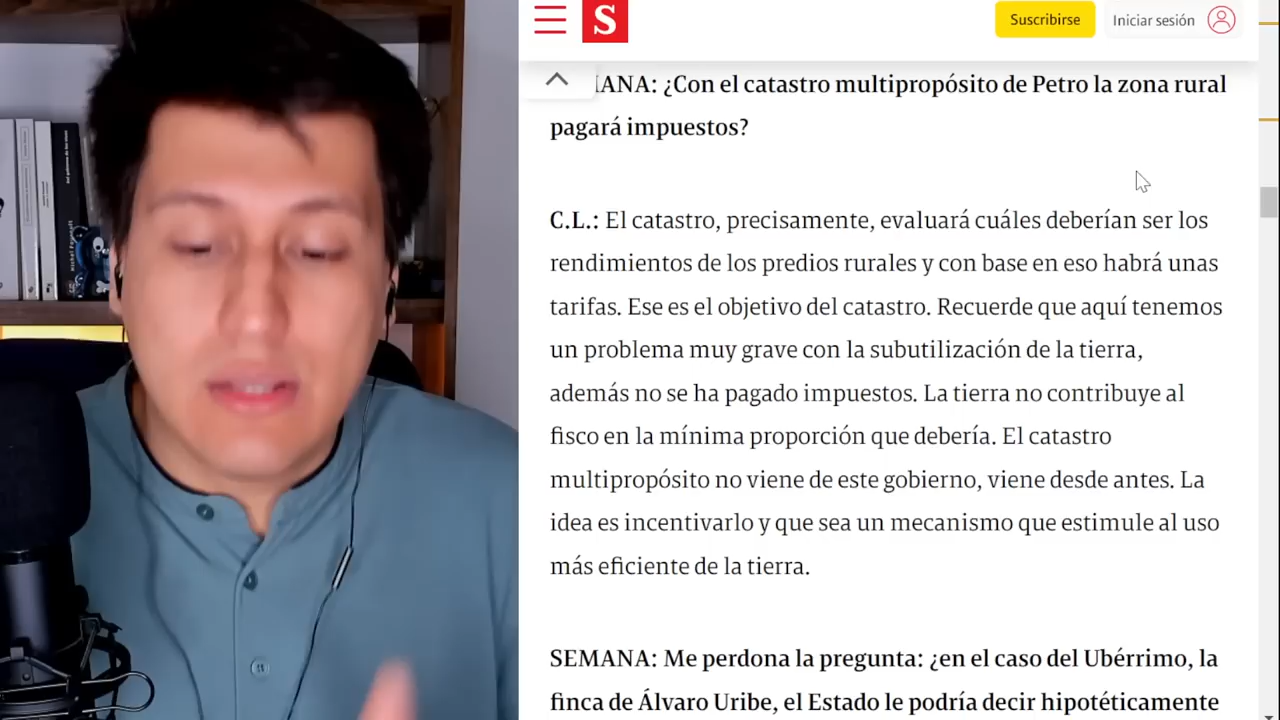 S
Suscribirse
Iniciar sesión
MANA: ¿Con el catastro multipropósito de Petro la zona rural
pagará impuestos?
C.L.: El catastro, precisamente, evaluará cuáles deberían ser los
rendimientos de los predios rurales y con base en eso habrá unas
tarifas. Ese es el objetivo del catastro. Recuerde que aquí tenemos
un problema muy grave con la subutilización de la tierra,
además no se ha pagado impuestos. La tierra no contribuye al
fisco en la mínima proporción que debería. El catastro
multipropósito no viene de este gobierno, viene desde antes. La
idea es incentivarlo y que sea un mecanismo que estimule al uso
más eficiente de la tierra.
SEMANA: Me perdona la pregunta: ¿en el caso del Ubérrimo, la
finca de Álvaro Uribe, el Estado le podría decir hipotéticamente